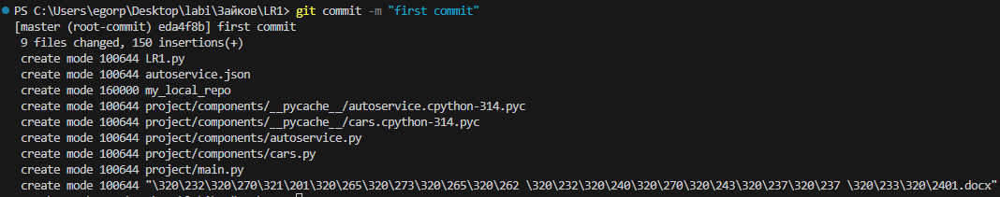 PS C:\Users\egorp\Desktop\labi\Зайков\LR1> git commit -m "first commit"
[master (root-commit) eda4f8b] first commit
 9 files changed, 150 insertions(+)
 create mode 100644 LR1.py
 create mode 100644 autoservice.json
 create mode 160000 my_local_repo
 create mode 100644 project/components/__pycache__/autoservice.cpython-314.pyc
 create mode 100644 project/components/__pycache__/cars.cpython-314.pyc
 create mode 100644 project/components/autoservice.py
 create mode 100644 project/components/cars.py
 create mode 100644 project/main.py
 create mode 100644 "\320\232\320\270\321\201\320\265\320\273\320\265\320\262 \320\232\320\240\320\270\320\243\320\237\320\237 \320\233\320\2401.docx"